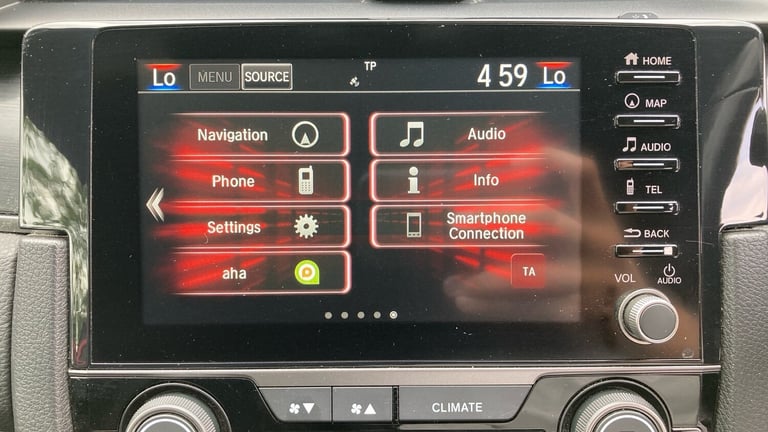 Lo MENU SOURCE TP 4 59 Lo
HOME
MAP
AUDIO
TEL
BACK
VOL AUDIO
Navigation
Audio
Phone
Info
Settings
Smartphone
Connection
aha
TA
CLIMATE